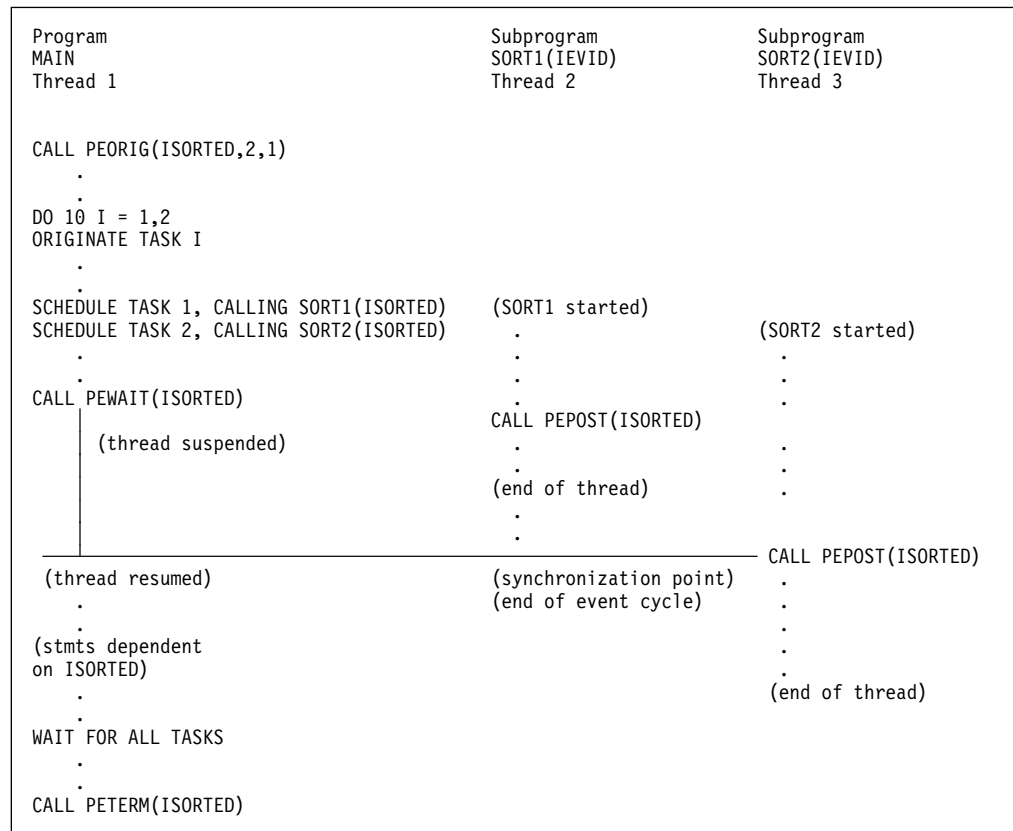 Program Subprogram Subprogram
MAIN SORT1(IEVID) SORT2(IEVID)
Thread 1 Thread 2 Thread 3
CALL PEORIG(ISORTED,2,1)
.
.
DO 10 I = 1,2
ORIGINATE TASK I
.
.
SCHEDULE TASK 1, CALLING SORT1(ISORTED) (SORT1 started)
SCHEDULE TASK 2, CALLING SORT2(ISORTED) . (SORT2 started)
. . .
. . .
CALL PEWAIT(ISORTED) . .
CALL PEPOST(ISORTED)
(thread suspended) . .
. .
(end of thread) .
.
.
CALL PEPOST(ISORTED)
(thread resumed) (synchronization point) .
. (end of event cycle) .
. .
(stmts dependent .
on ISORTED) .
. (end of thread)
.
WAIT FOR ALL TASKS
.
.
CALL PETERM(ISORTED)